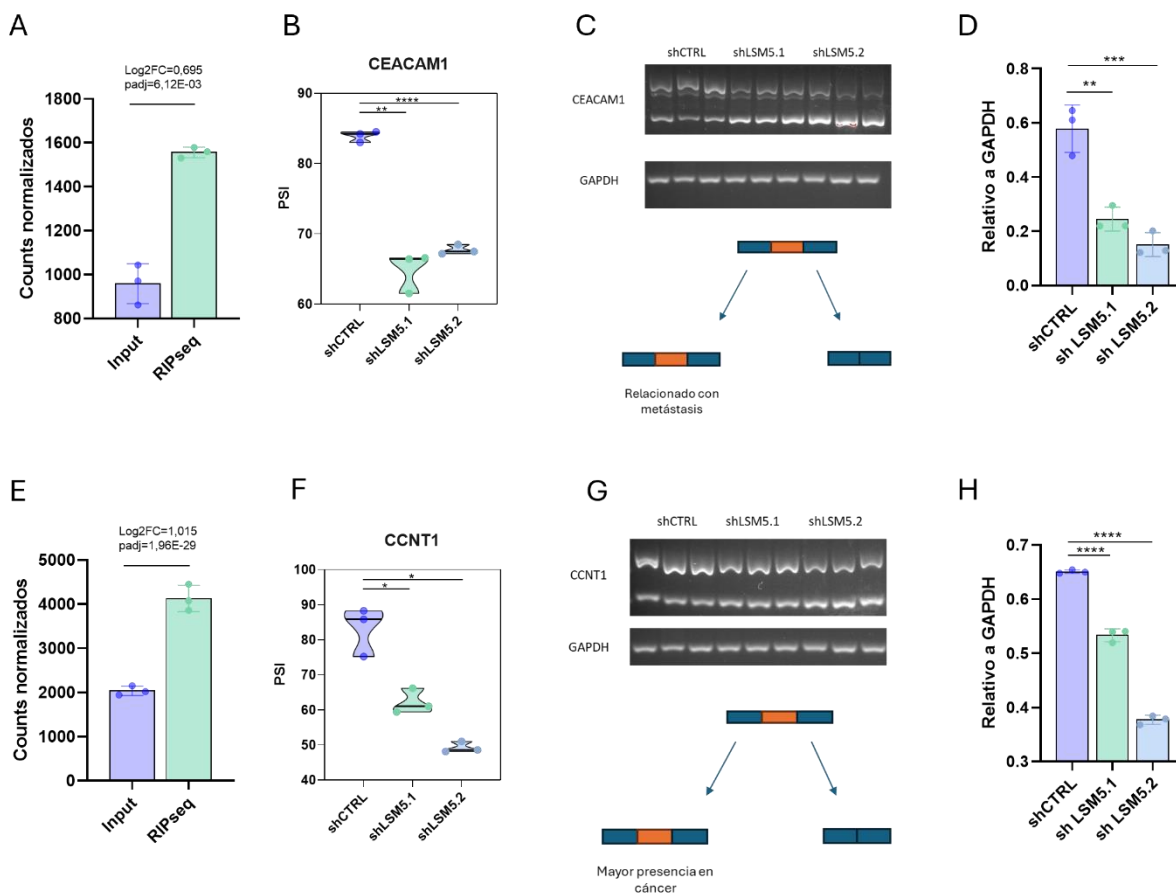 A
Log2FC=0,695
padj=6,12E-03
Counts normalizados
1800
1600
1400
1200
1000
800
Input
RIPseq
B
CEACAM1
****
**
PSI
90
80
70
60
shCTRL
shLSM5.1
shLSM5.2
C
shCTRL shLSM5.1 shLSM5.2
CEACAM1
GAPDH
Relacionado con
metástasis
D
***
**
Relativo a GAPDH
0.8
0.6
0.4
0.2
0.0
shCTRL
sh LSM5.1
sh LSM5.2
E
Log2FC=1,015
padj=1,96E-29
Counts normalizados
5000
4000
3000
2000
1000
0
Input
RIPseq
F
CCNT1
*
*
PSI
100
90
80
70
60
50
40
shCTRL
shLSM5.1
shLSM5.2
G
shCTRL shLSM5.1 shLSM5.2
CCNT1
GAPDH
Mayor presencia en
cáncer
H
****
****
Relativo a GAPDH
0.7
0.6
0.5
0.4
0.3
shCTRL
sh LSM5.1
sh LSM5.2